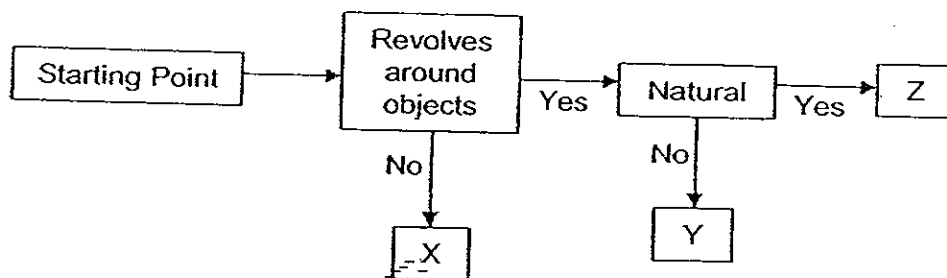 Starting Point
Revolves
around
objects
Yes
Natural
Yes
Z
No
X
No
Y